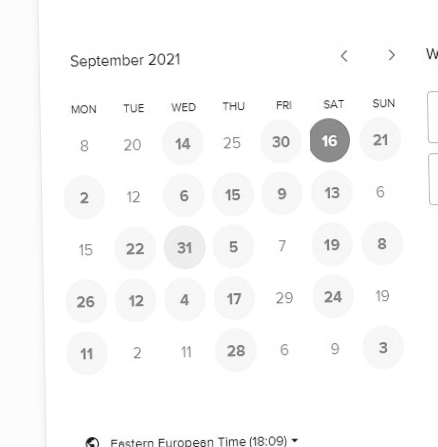 September 2021 < >
W
MON TUE WED THU FRI SAT SUN
8 20 14 25 30 16 21
2 12 6 15 9 13 6
15 22 31 5 7 19 8
26 12 4 17 29 24 19
11 2 11 28 6 9 3
Eastern European Time (18:09)